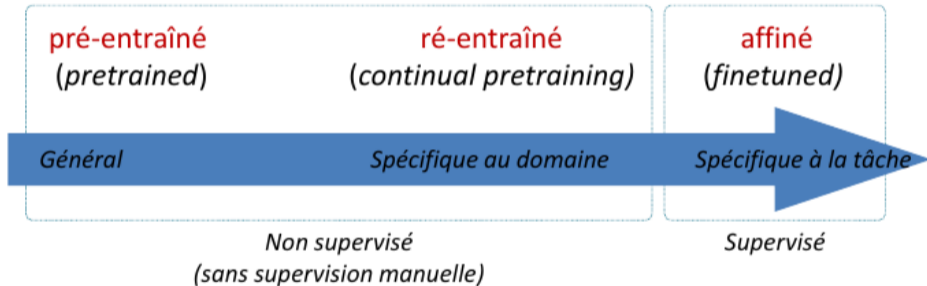 pré-entraîné
(pretrained)
ré-entraîné
(continual pretraining)
affiné
(finetuned)
Général
Spécifique au domaine
Spécifique à la tâche
Non supervisé
(sans supervision manuelle)
Supervisé